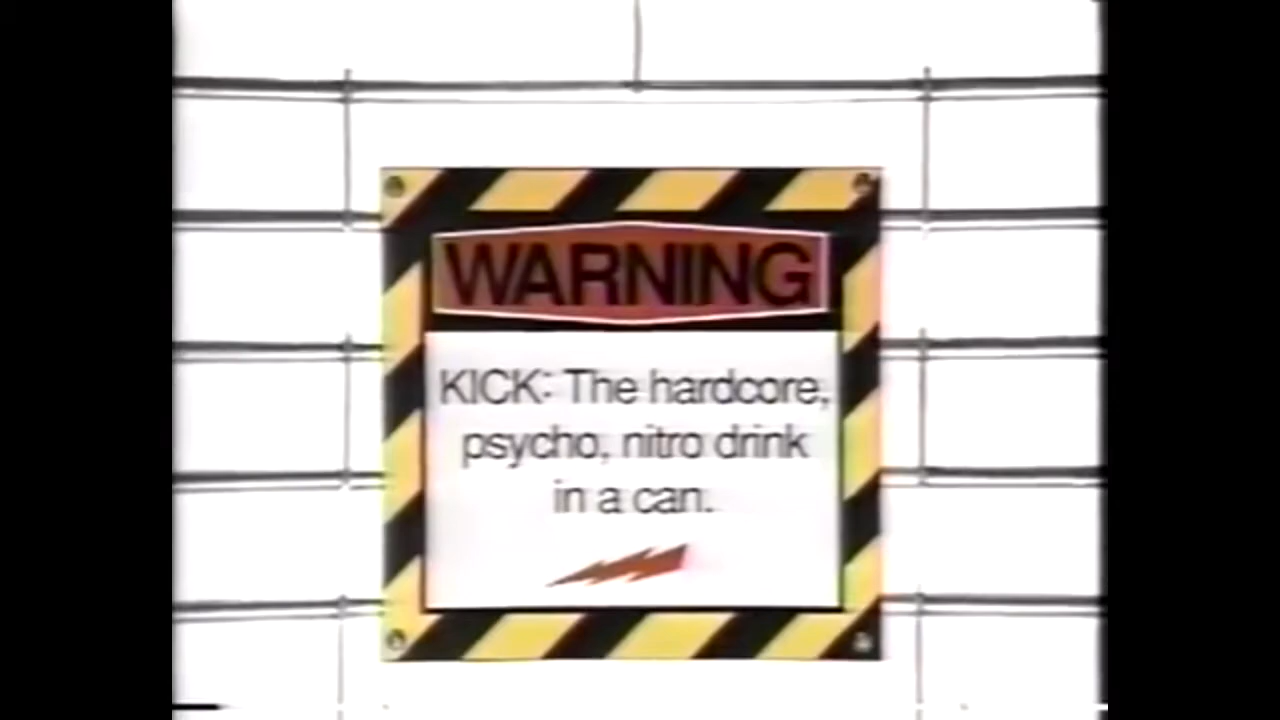 WARNING
KICK: The hardcore,
psycho, nitro drink
in a can.